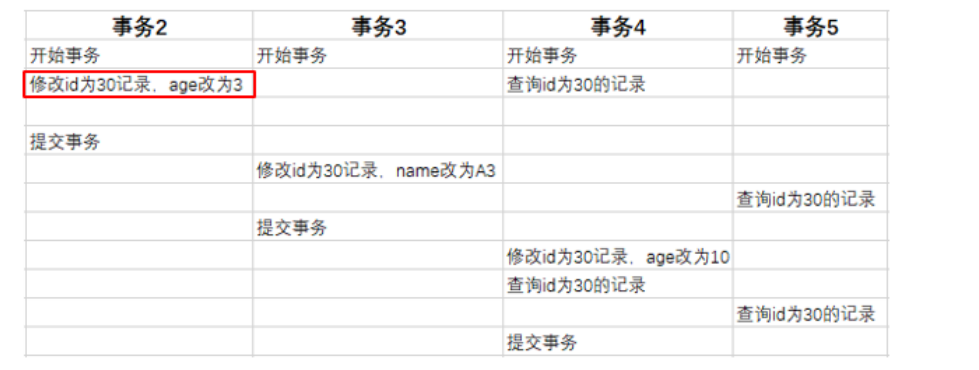 事务2 事务3 事务4 事务5
开始事务 开始事务 开始事务 开始事务
修改id为30记录，age改为3 查询id为30的记录
提交事务
修改id为30记录，name改为A3
查询id为30的记录
提交事务
修改id为30记录，age改为10
查询id为30的记录
查询id为30的记录
提交事务